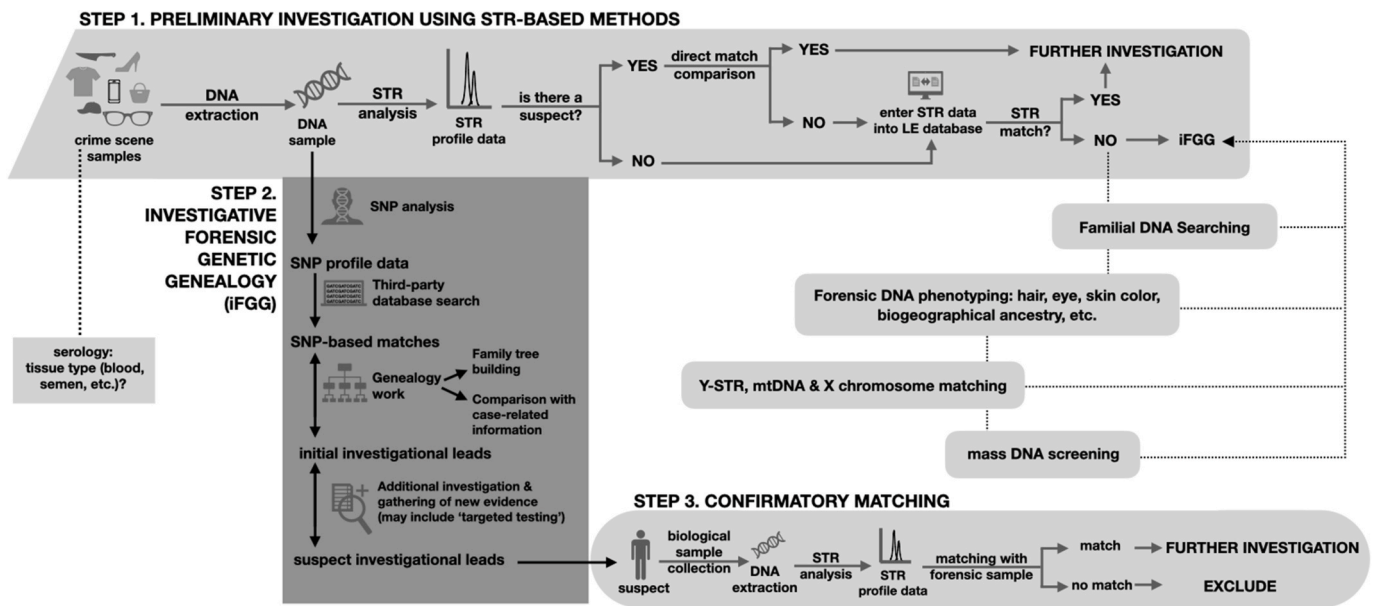 STEP 1. PRELIMINARY INVESTIGATION USING STR-BASED METHODS
crime scene
samples
DNA
extraction
DNA
sample
STR
analysis
STR
profile data
is there a
suspect?
YES
NO
direct match
comparison
YES
NO
enter STR data
into LE database
STR
match?
YES
NO
FURTHER INVESTIGATION
iFGG
serology:
tissue type (blood,
semen, etc.)?
Familial DNA Searching
Forensic DNA phenotyping: hair, eye, skin color,
biogeographical ancestry, etc.
Y-STR, mtDNA & X chromosome matching
mass DNA screening
STEP 2.
INVESTIGATIVE
FORENSIC
GENETIC
GENEALOGY
(iFGG)
SNP analysis
SNP profile data
GATCGATCGATC
GATCGATCGATC
GATCGATCGATC
GATCGATCGATC
Third-party
database search
SNP-based matches
Genealogy
work
Family tree
building
Comparison with
case-related
information
initial investigational leads
Additional investigation &
gathering of new evidence
(may include ‘targeted testing’)
suspect investigational leads
STEP 3. CONFIRMATORY MATCHING
suspect
biological
sample
collection
DNA
extraction
STR
analysis
STR
profile data
matching with
forensic sample
match
FURTHER INVESTIGATION
no match
EXCLUDE